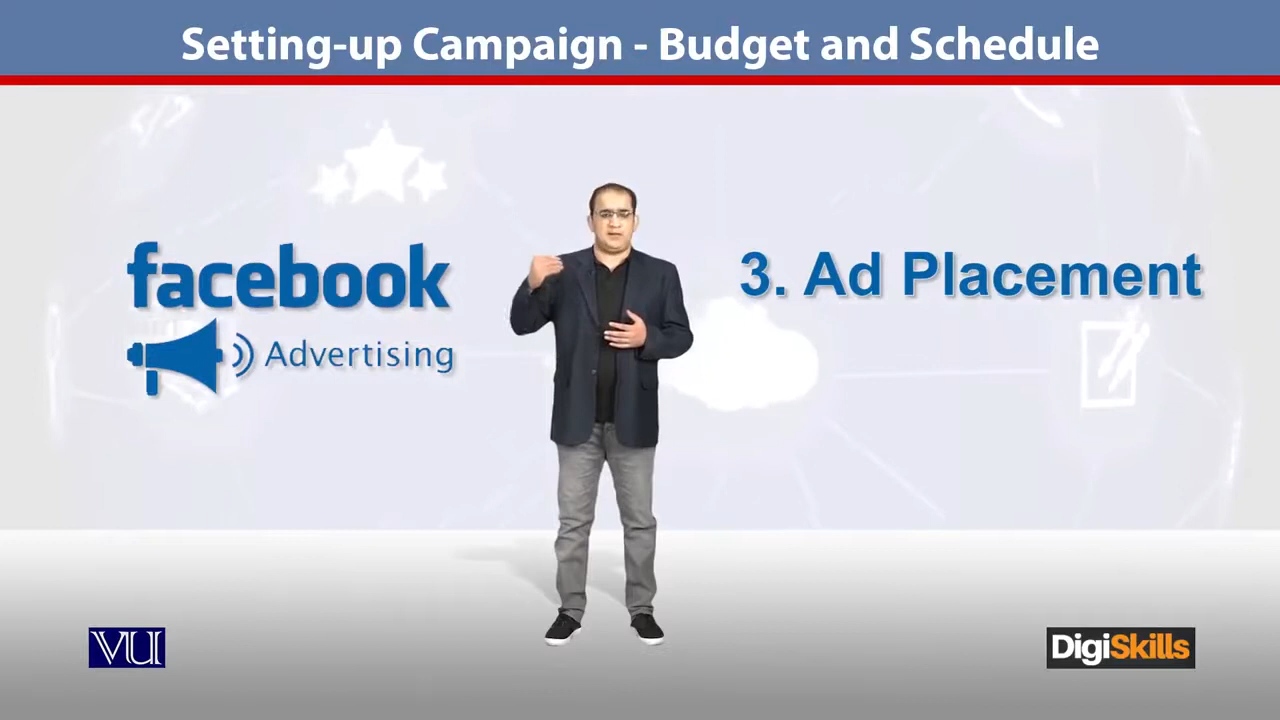 Setting-up Campaign - Budget and Schedule
facebook
Advertising
3. Ad Placement
VU
DigiSkills